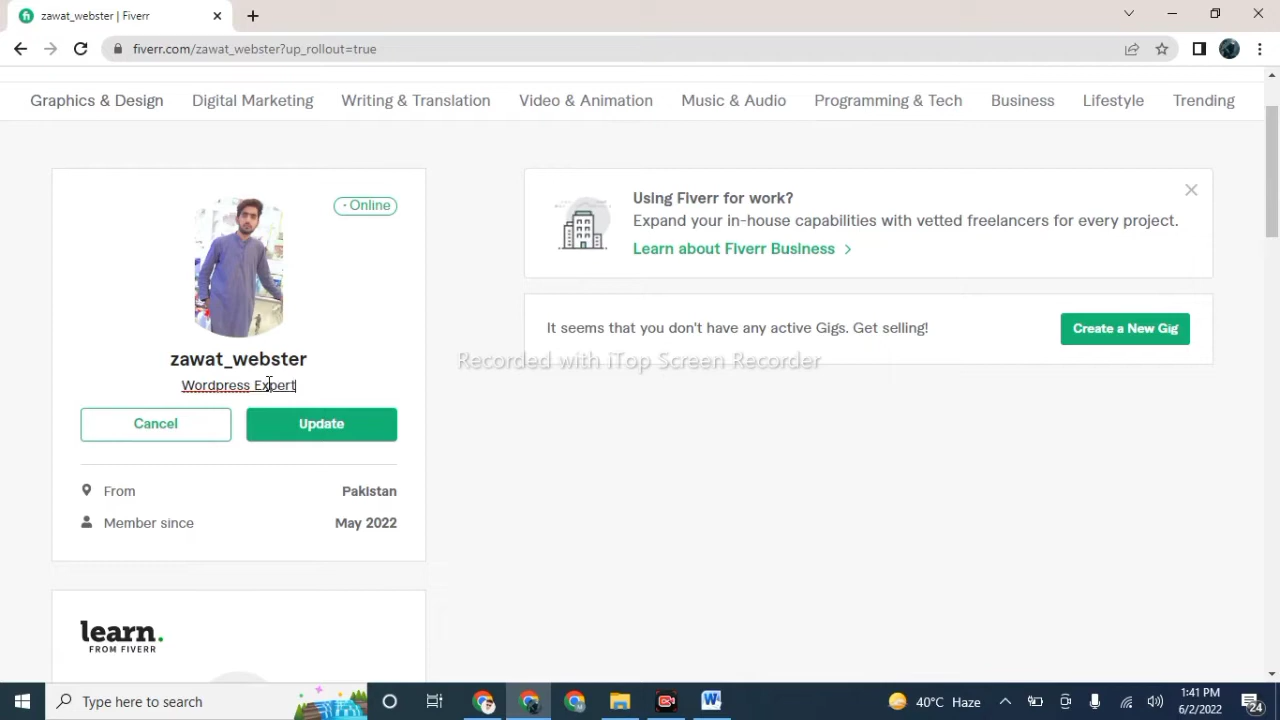 zawat_webster | Fiverr
fiverr.com/zawat_webster?up_rollout=true
Graphics & Design Digital Marketing Writing & Translation Video & Animation Music & Audio Programming & Tech Business Lifestyle Trending
Online
zawat_webster
Wordpress Expert
Cancel Update
From Pakistan
Member since May 2022
learn.
FROM FIVERR
Using Fiverr for work?
Expand your in-house capabilities with vetted freelancers for every project.
Learn about Fiverr Business
It seems that you don't have any active Gigs. Get selling!
Create a New Gig
Recorded with iTop Screen Recorder
Type here to search
40°C Haze
1:41 PM
6/2/2022
24